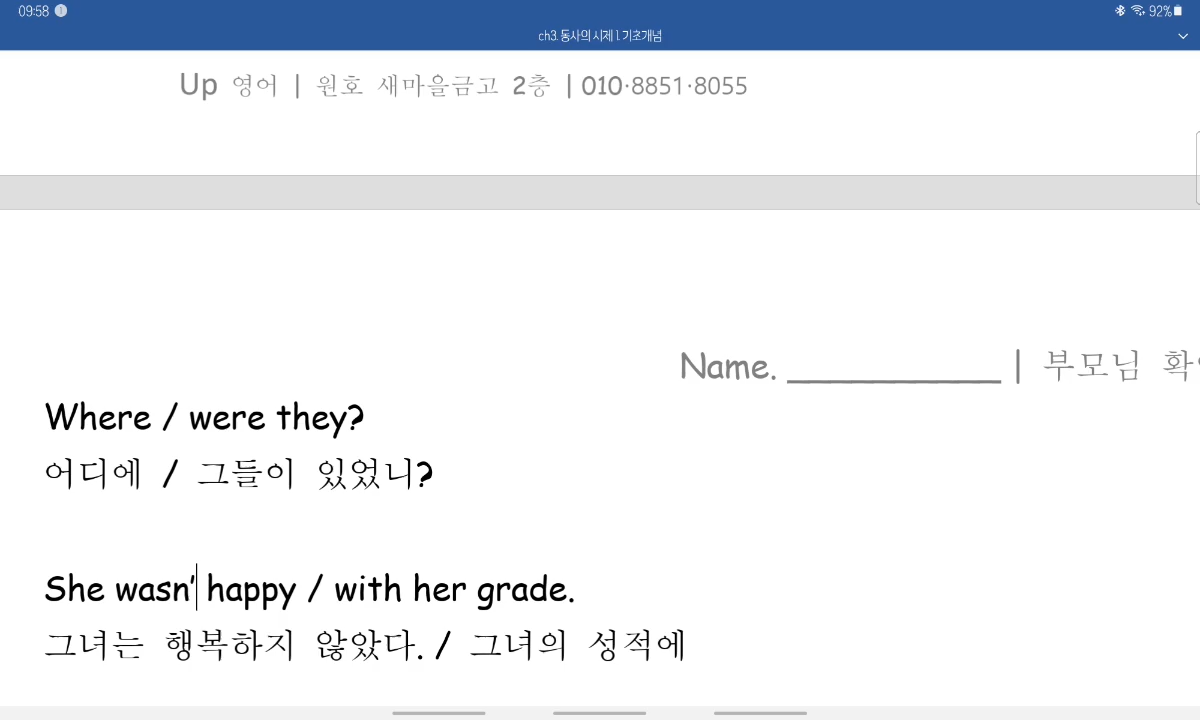 09:58
92%
ch3. 동사의 시제 1. 기초개념
Up 영어 | 원호 새마을금고 2층 | 010·8851·8055
Name. ___________ | 부모님
Where / were they?
어디에 / 그들이 있었니?
She wasn’ happy / with her grade.
그녀는 행복하지 않았다. / 그녀의 성적에